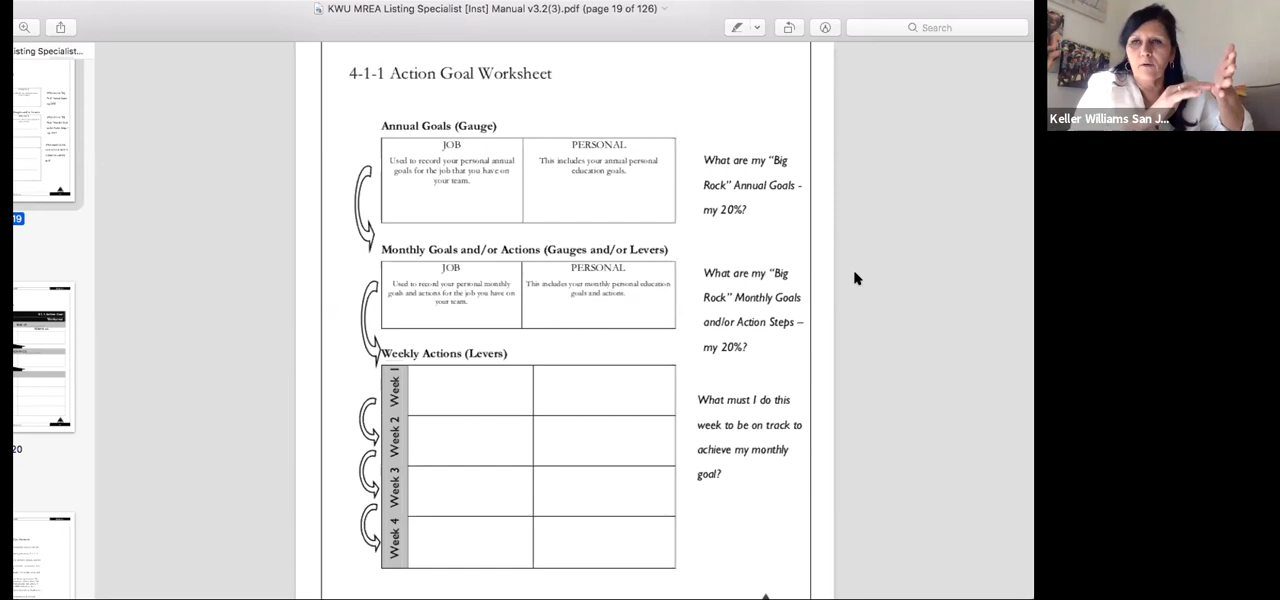 KWU MREA Listing Specialist [Inst] Manual v3.2(3).pdf (page 19 of 126)
Search
isting Specialist...
19
20
4-1-1 Action Goal Worksheet
Annual Goals (Gauge)
JOB
Used to record your personal annual
goals for the job that you have on
your team.
PERSONAL
This includes your annual personal
education goals.
What are my “Big
Rock” Annual Goals -
my 20%?
Monthly Goals and/or Actions (Gauges and/or Levers)
JOB
Used to record your personal monthly
goals and actions for the job you have on
your team.
PERSONAL
This includes your monthly personal education
goals and actions.
What are my “Big
Rock” Monthly Goals
and/or Action Steps –
my 20%?
Weekly Actions (Levers)
Week 1
Week 2
Week 3
Week 4
What must I do this
week to be on track to
achieve my monthly
goal?
Keller Williams San J...